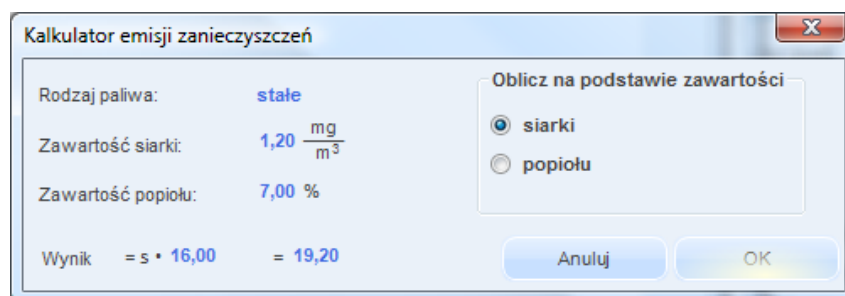 Kalkulator emisji zanieczyszczeń
Rodzaj paliwa: stałe
Zawartość siarki: 1,20 mg/m³
Zawartość popiołu: 7,00 %
Wynik = s • 16,00 = 19,20
Oblicz na podstawie zawartości
siarki
popiołu
Anuluj OK